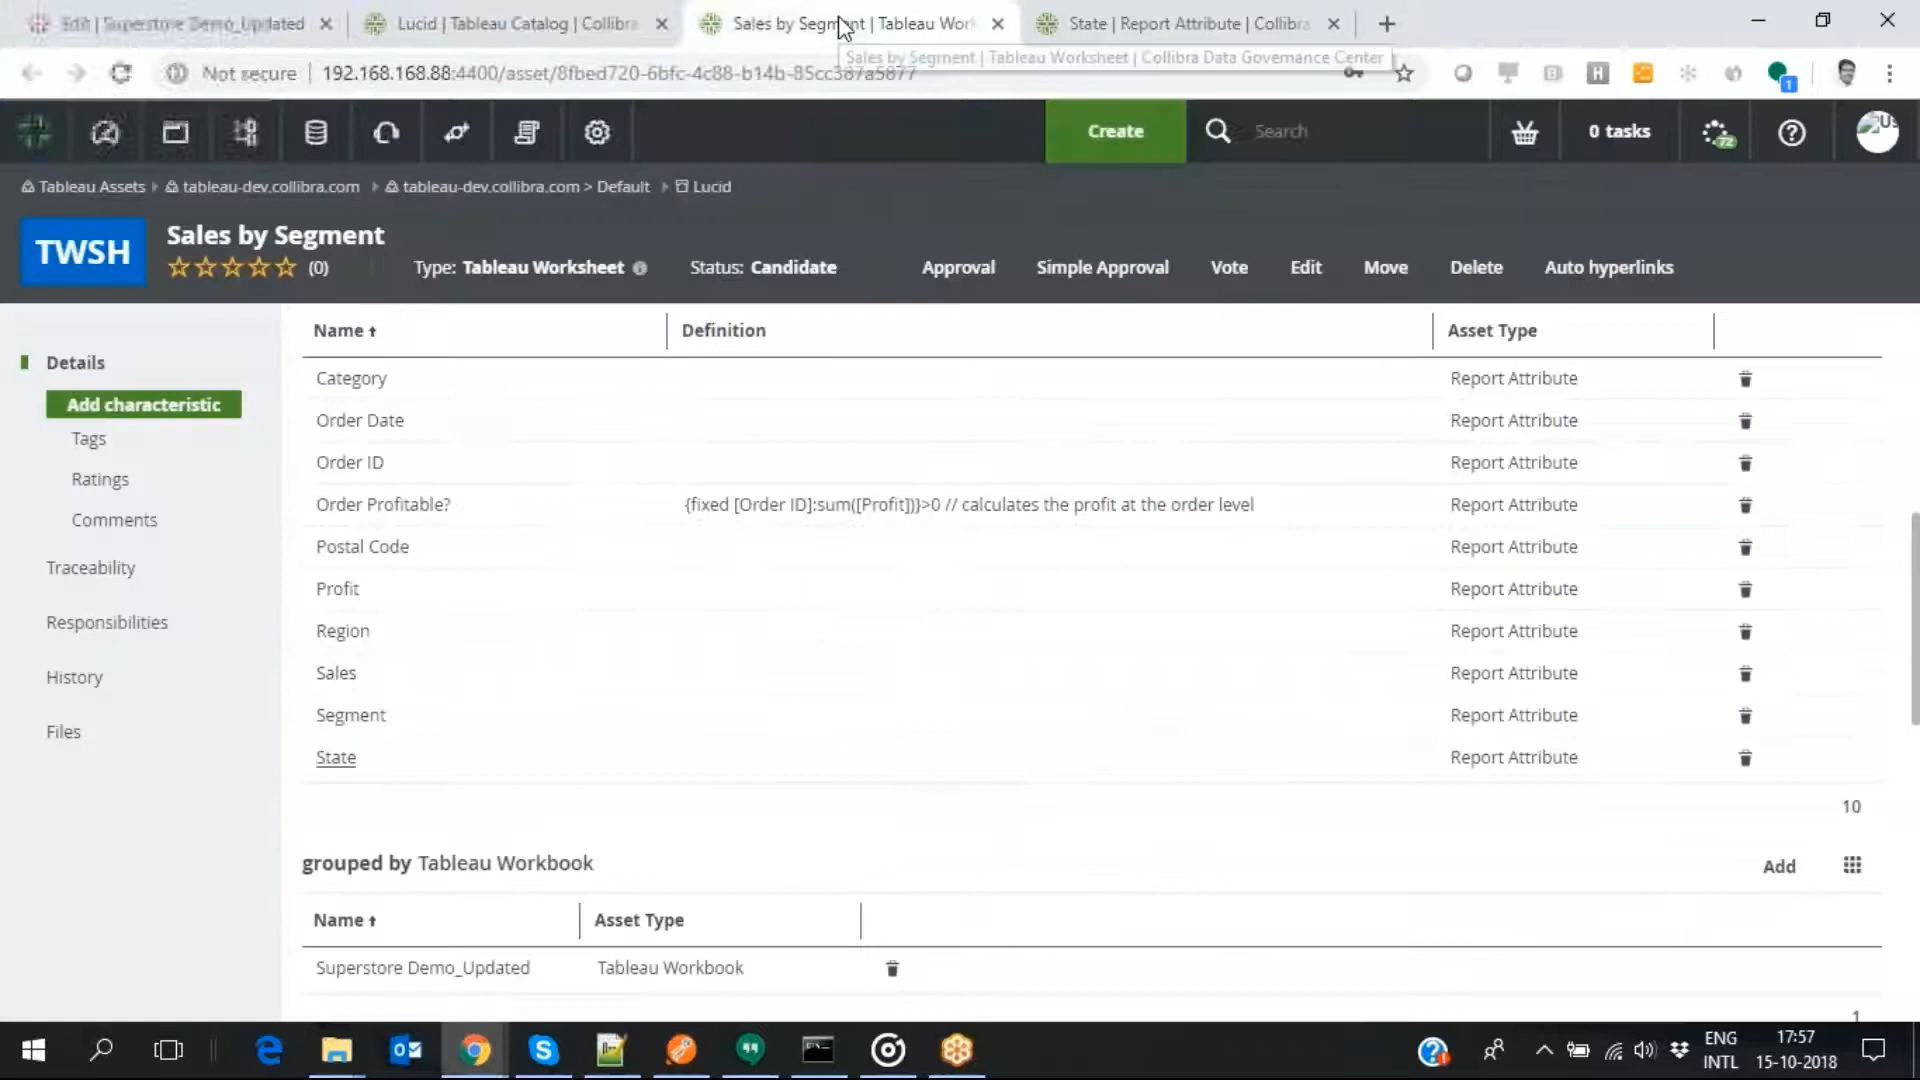 Edit | Superstore Demo_Updated
Lucid | Tableau Catalog | Collibra
Sales by Segment | Tableau Work
State | Report Attribute | Collibra
Sales by Segment | Tableau Worksheet | Collibra Data Governance Center
Not secure
192.168.168.88:4400/asset/8fbed720-6bfc-4c88-b14b-85cc387a5877
1
Create
Search
0 tasks
72
Tableau Assets
tableau-dev.collibra.com
tableau-dev.collibra.com > Default
Lucid
TWSH
Sales by Segment
(0)
Type: Tableau Worksheet
Status: Candidate
Approval
Simple Approval
Vote
Edit
Move
Delete
Auto hyperlinks
Details
Add characteristic
Tags
Ratings
Comments
Traceability
Responsibilities
History
Files
Name
Definition
Asset Type
Category
Report Attribute
Order Date
Report Attribute
Order ID
Report Attribute
Order Profitable?
{fixed [Order ID]:sum([Profit])}>0 // calculates the profit at the order level
Report Attribute
Postal Code
Report Attribute
Profit
Report Attribute
Region
Report Attribute
Sales
Report Attribute
Segment
Report Attribute
State
Report Attribute
10
grouped by Tableau Workbook
Add
Name
Asset Type
Superstore Demo_Updated
Tableau Workbook
1
ENG
INTL
17:57
15-10-2018